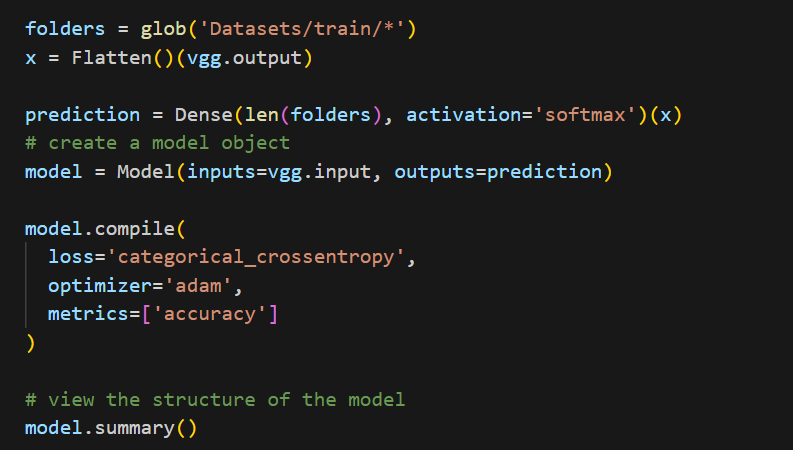 folders = glob('Datasets/train/*')
x = Flatten()(vgg.output)
prediction = Dense(len(folders), activation='softmax')(x)
# create a model object
model = Model(inputs=vgg.input, outputs=prediction)
model.compile(
  loss='categorical_crossentropy',
  optimizer='adam',
  metrics=['accuracy']
)
# view the structure of the model
model.summary()